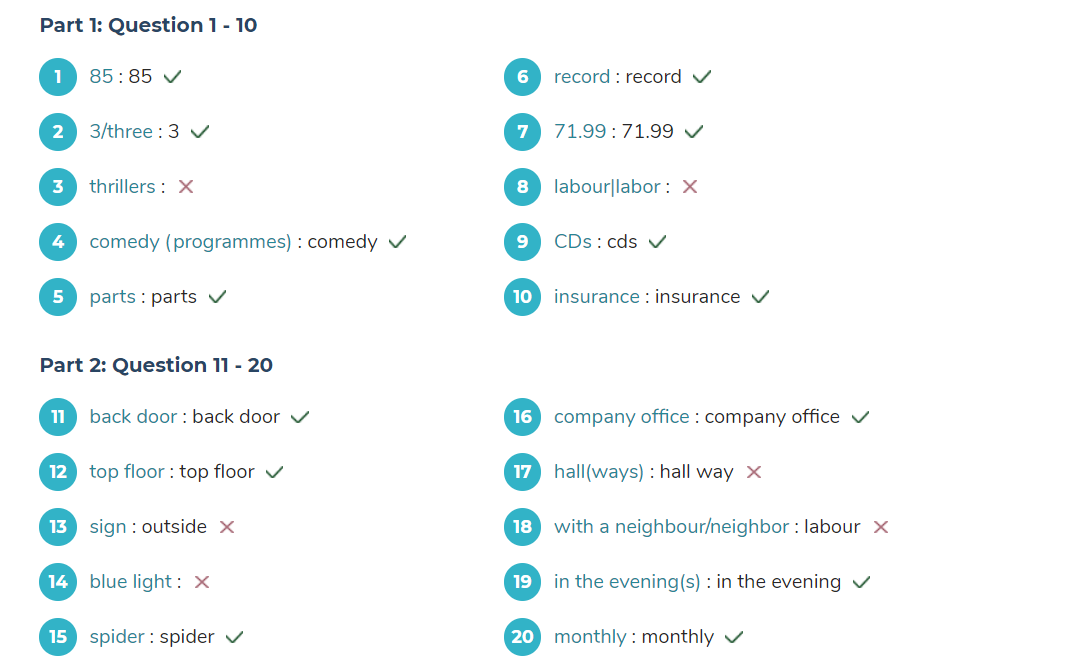 Part 1: Question 1 - 10
1 85 : 85
2 3/three : 3
3 thrillers :
4 comedy (programmes) : comedy
5 parts : parts
6 record : record
7 71.99 : 71.99
8 labour|labor :
9 CDs : cds
10 insurance : insurance
Part 2: Question 11 - 20
11 back door : back door
12 top floor : top floor
13 sign : outside
14 blue light :
15 spider : spider
16 company office : company office
17 hall(ways) : hall way
18 with a neighbour/neighbor : labour
19 in the evening(s) : in the evening
20 monthly : monthly